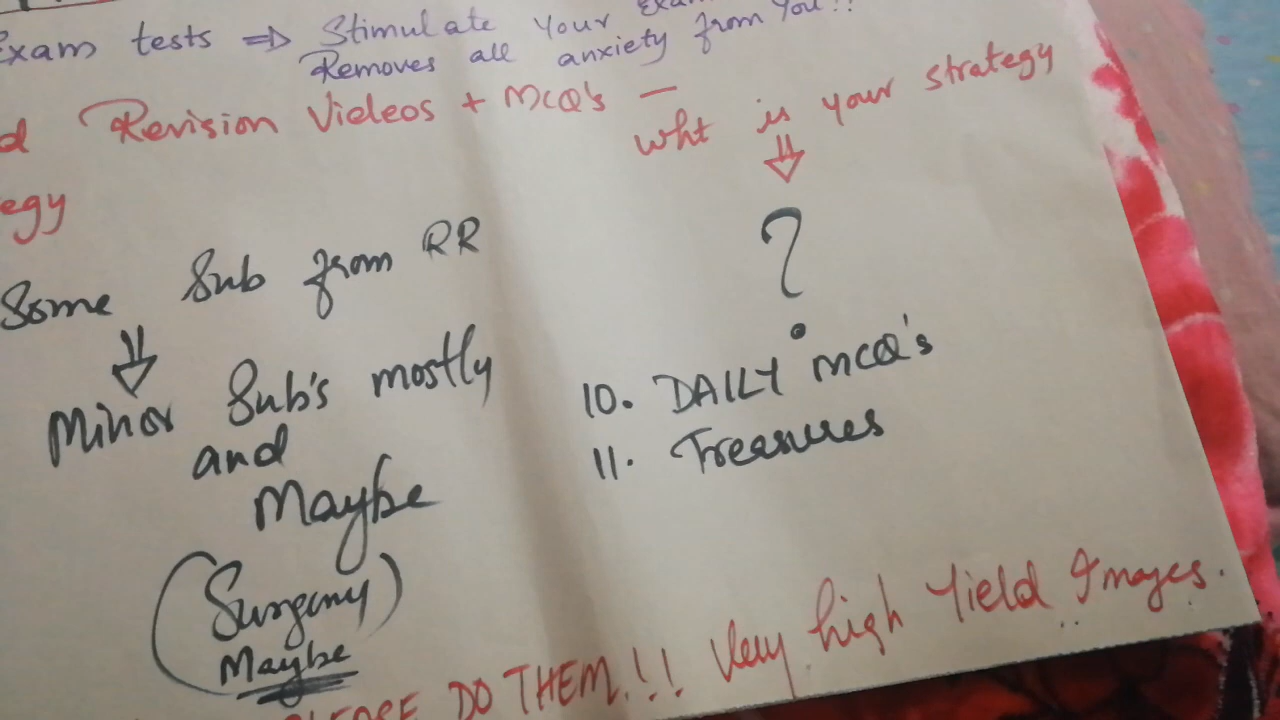 Exam tests ⇒ Stimulate Your Exam
Removes all anxiety from You!!
d Revision Videos + MCQ's — wht is your strategy
egy
⇓
?
Some Sub from RR
⇓
Minor Sub's mostly
and
Maybe
(Surgery)
Maybe
10. DAILY MCQ's
11. Treasures
PLEASE DO THEM!!! Very high Yield Images.